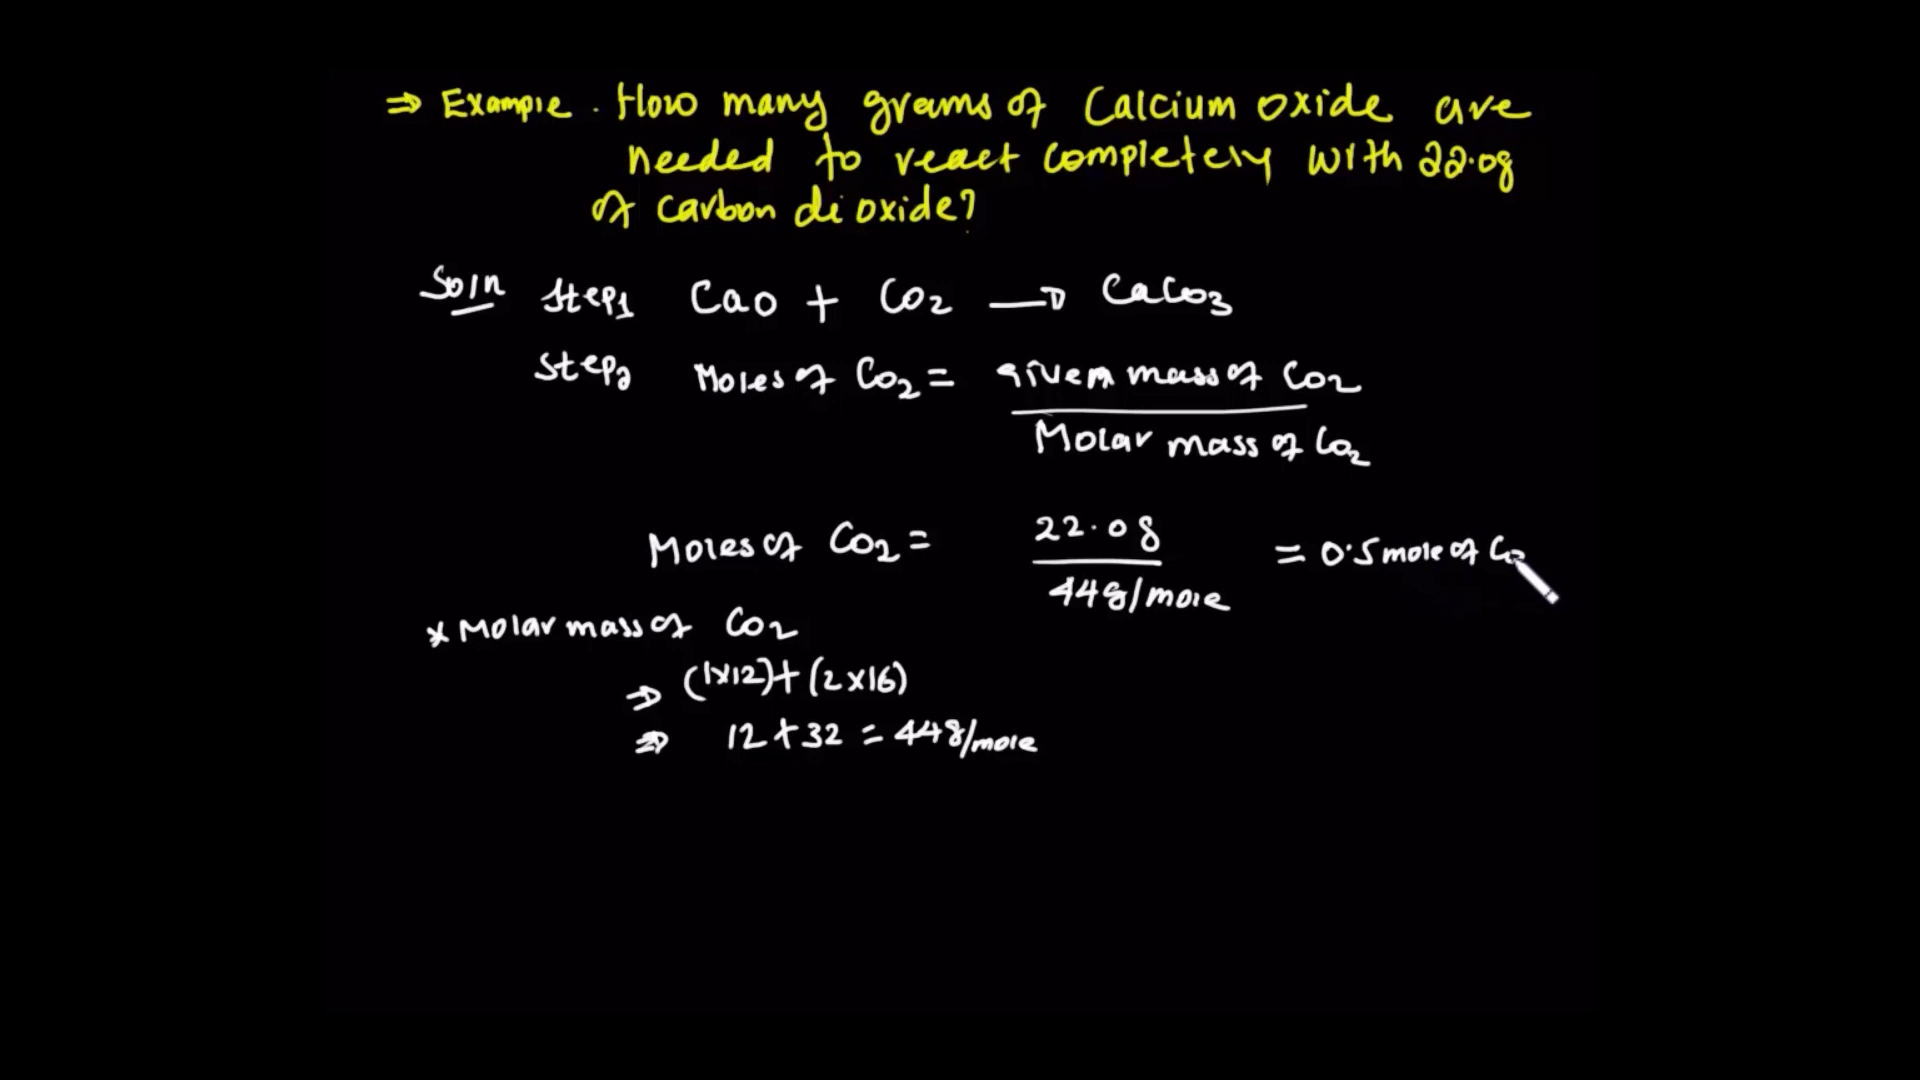 ⇒ Example. How many grams of Calcium oxide are
needed to react completely with 22.0g
of carbon dioxide?
Soln Step1 CaO + CO2 → CaCO3
Step2 Moles of CO2 = given mass of CO2
Molar mass of CO2
Moles of CO2 = 22.0g = 0.5 mole of CO2
44g/mole
* Molar mass of CO2
⇒ (1x12)+(2x16)
⇒ 12+32 = 44g/mole